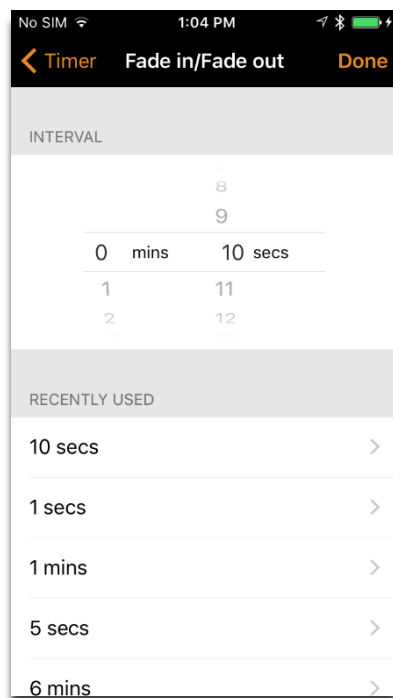 No SIM 1:04 PM
Timer Fade in/Fade out Done
INTERVAL
8
9
0 mins 10 secs
1 11
2 12
RECENTLY USED
10 secs
1 secs
1 mins
5 secs
6 mins